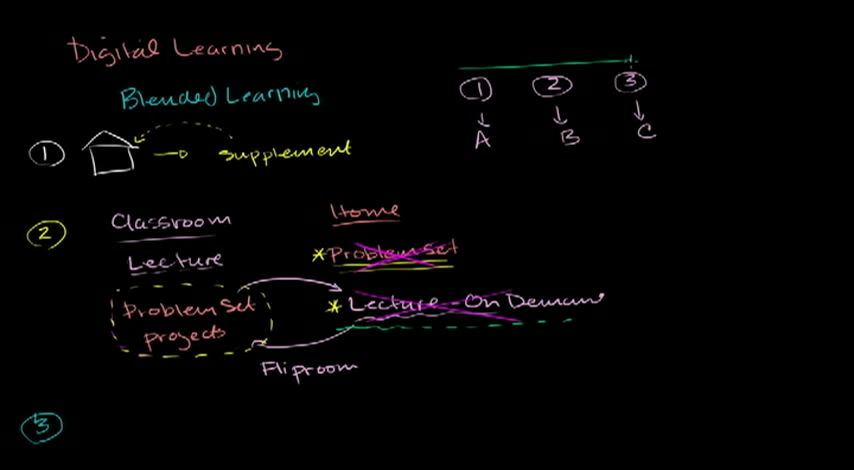 Digital Learning
Blended Learning
1 2 3
A B C
1 supplement
2 Classroom Home
Lecture *Problem Set
Problem Set *Lecture - On Demand
projects
Fliproom
3